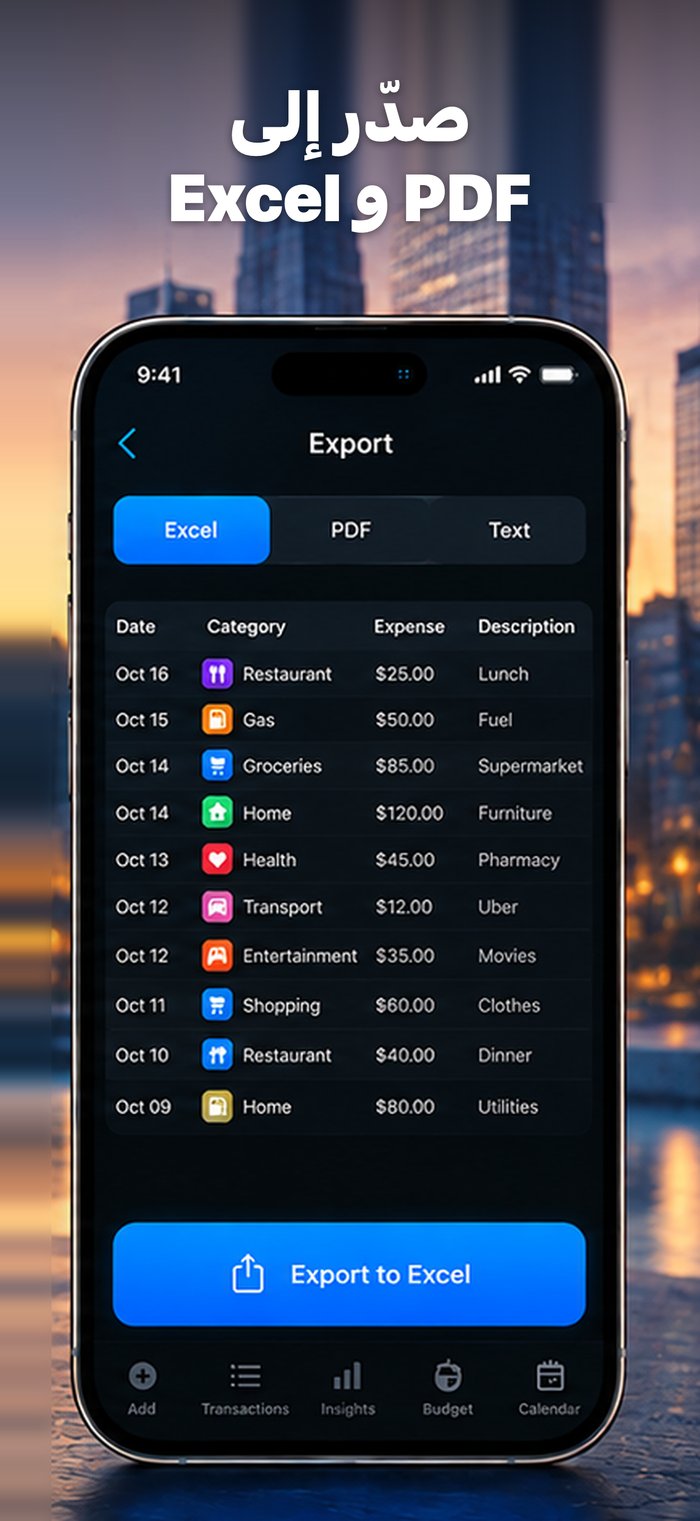 صدّر إلى
Excel و PDF
9:41
Export
Excel PDF Text
Date Category Expense Description
Oct 16 Restaurant $25.00 Lunch
Oct 15 Gas $50.00 Fuel
Oct 14 Groceries $85.00 Supermarket
Oct 14 Home $120.00 Furniture
Oct 13 Health $45.00 Pharmacy
Oct 12 Transport $12.00 Uber
Oct 12 Entertainment $35.00 Movies
Oct 11 Shopping $60.00 Clothes
Oct 10 Restaurant $40.00 Dinner
Oct 09 Home $80.00 Utilities
Export to Excel
Add Transactions Insights Budget Calendar